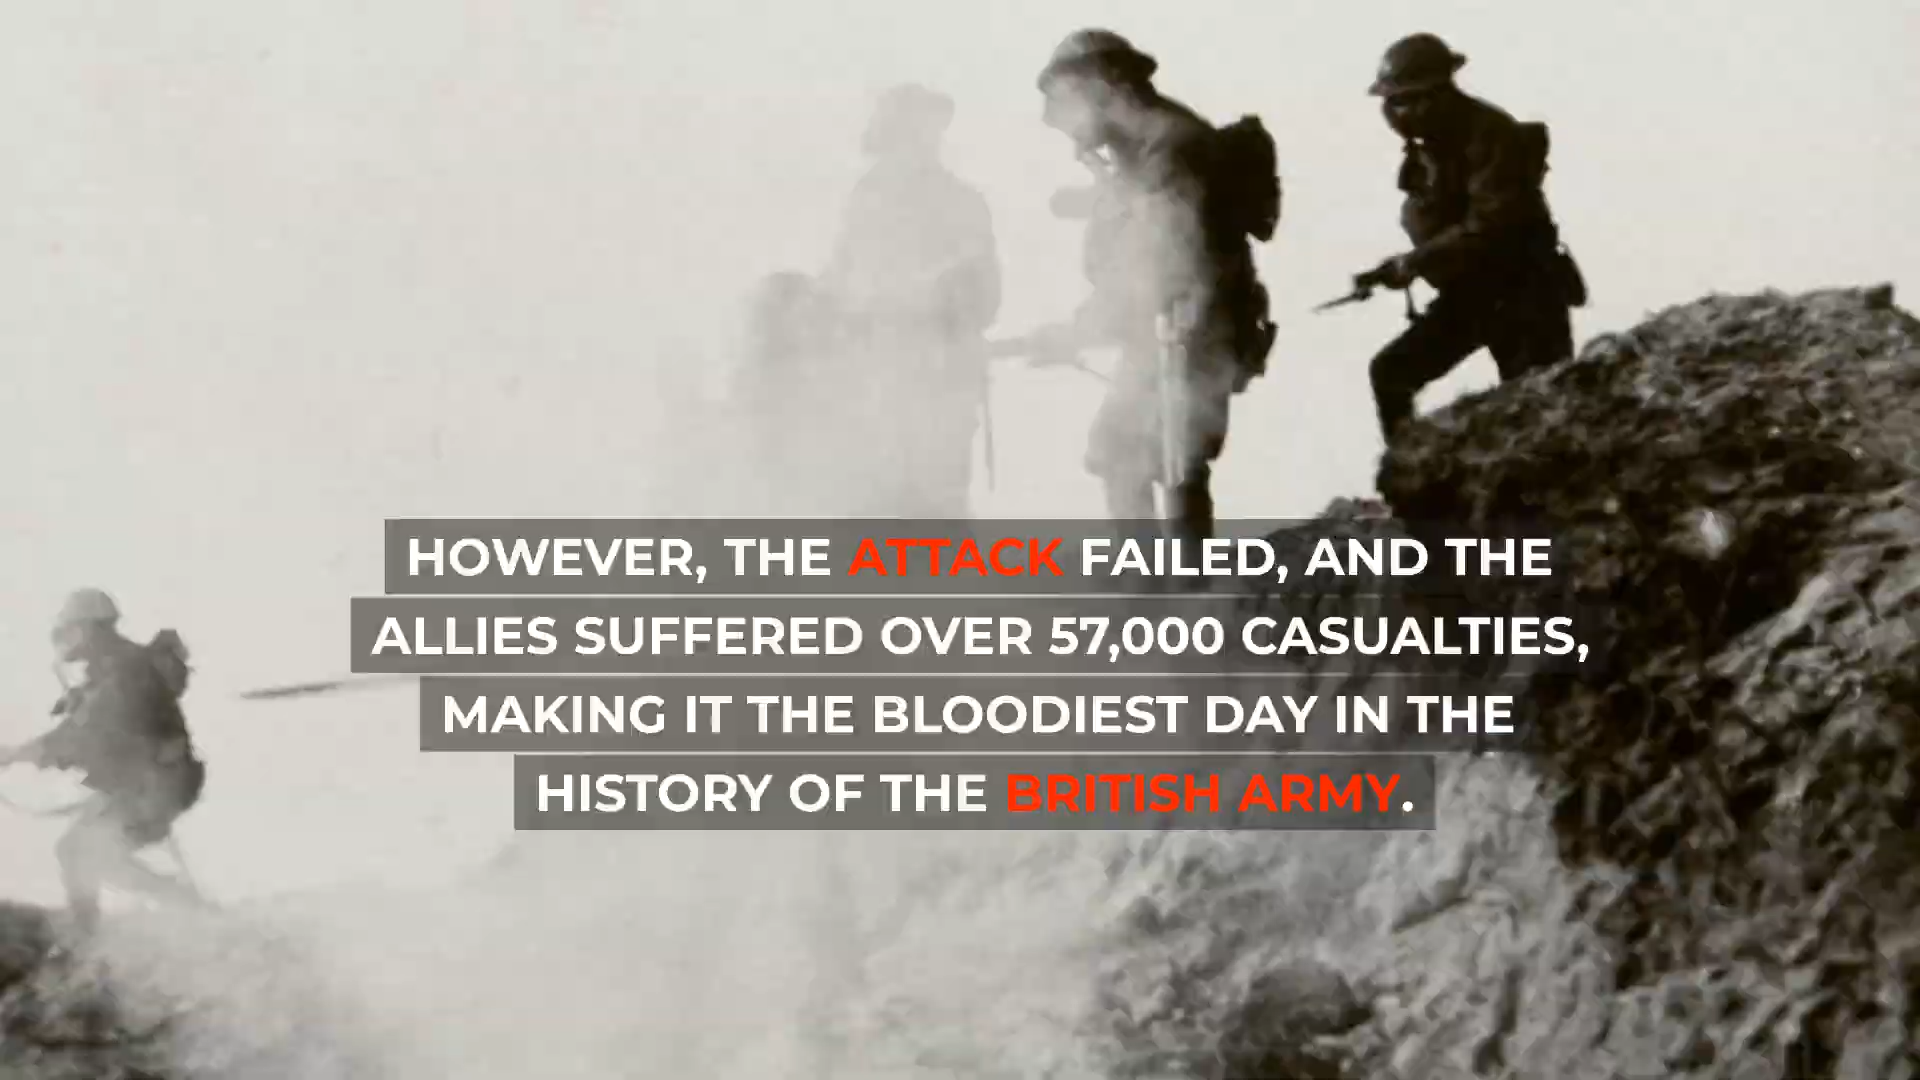 HOWEVER, THE ATTACK FAILED, AND THE
ALLIES SUFFERED OVER 57,000 CASUALTIES,
MAKING IT THE BLOODIEST DAY IN THE
HISTORY OF THE BRITISH ARMY.